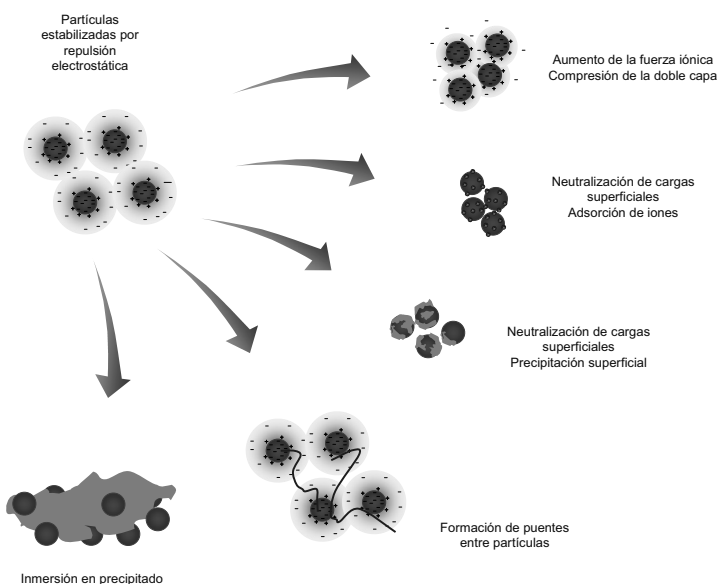 Partículas
estabilizadas por
repulsión
electrostática
Aumento de la fuerza iónica
Compresión de la doble capa
Neutralización de cargas
superficiales
Adsorción de iones
Neutralización de cargas
superficiales
Precipitación superficial
Formación de puentes
entre partículas
Inmersión en precipitado